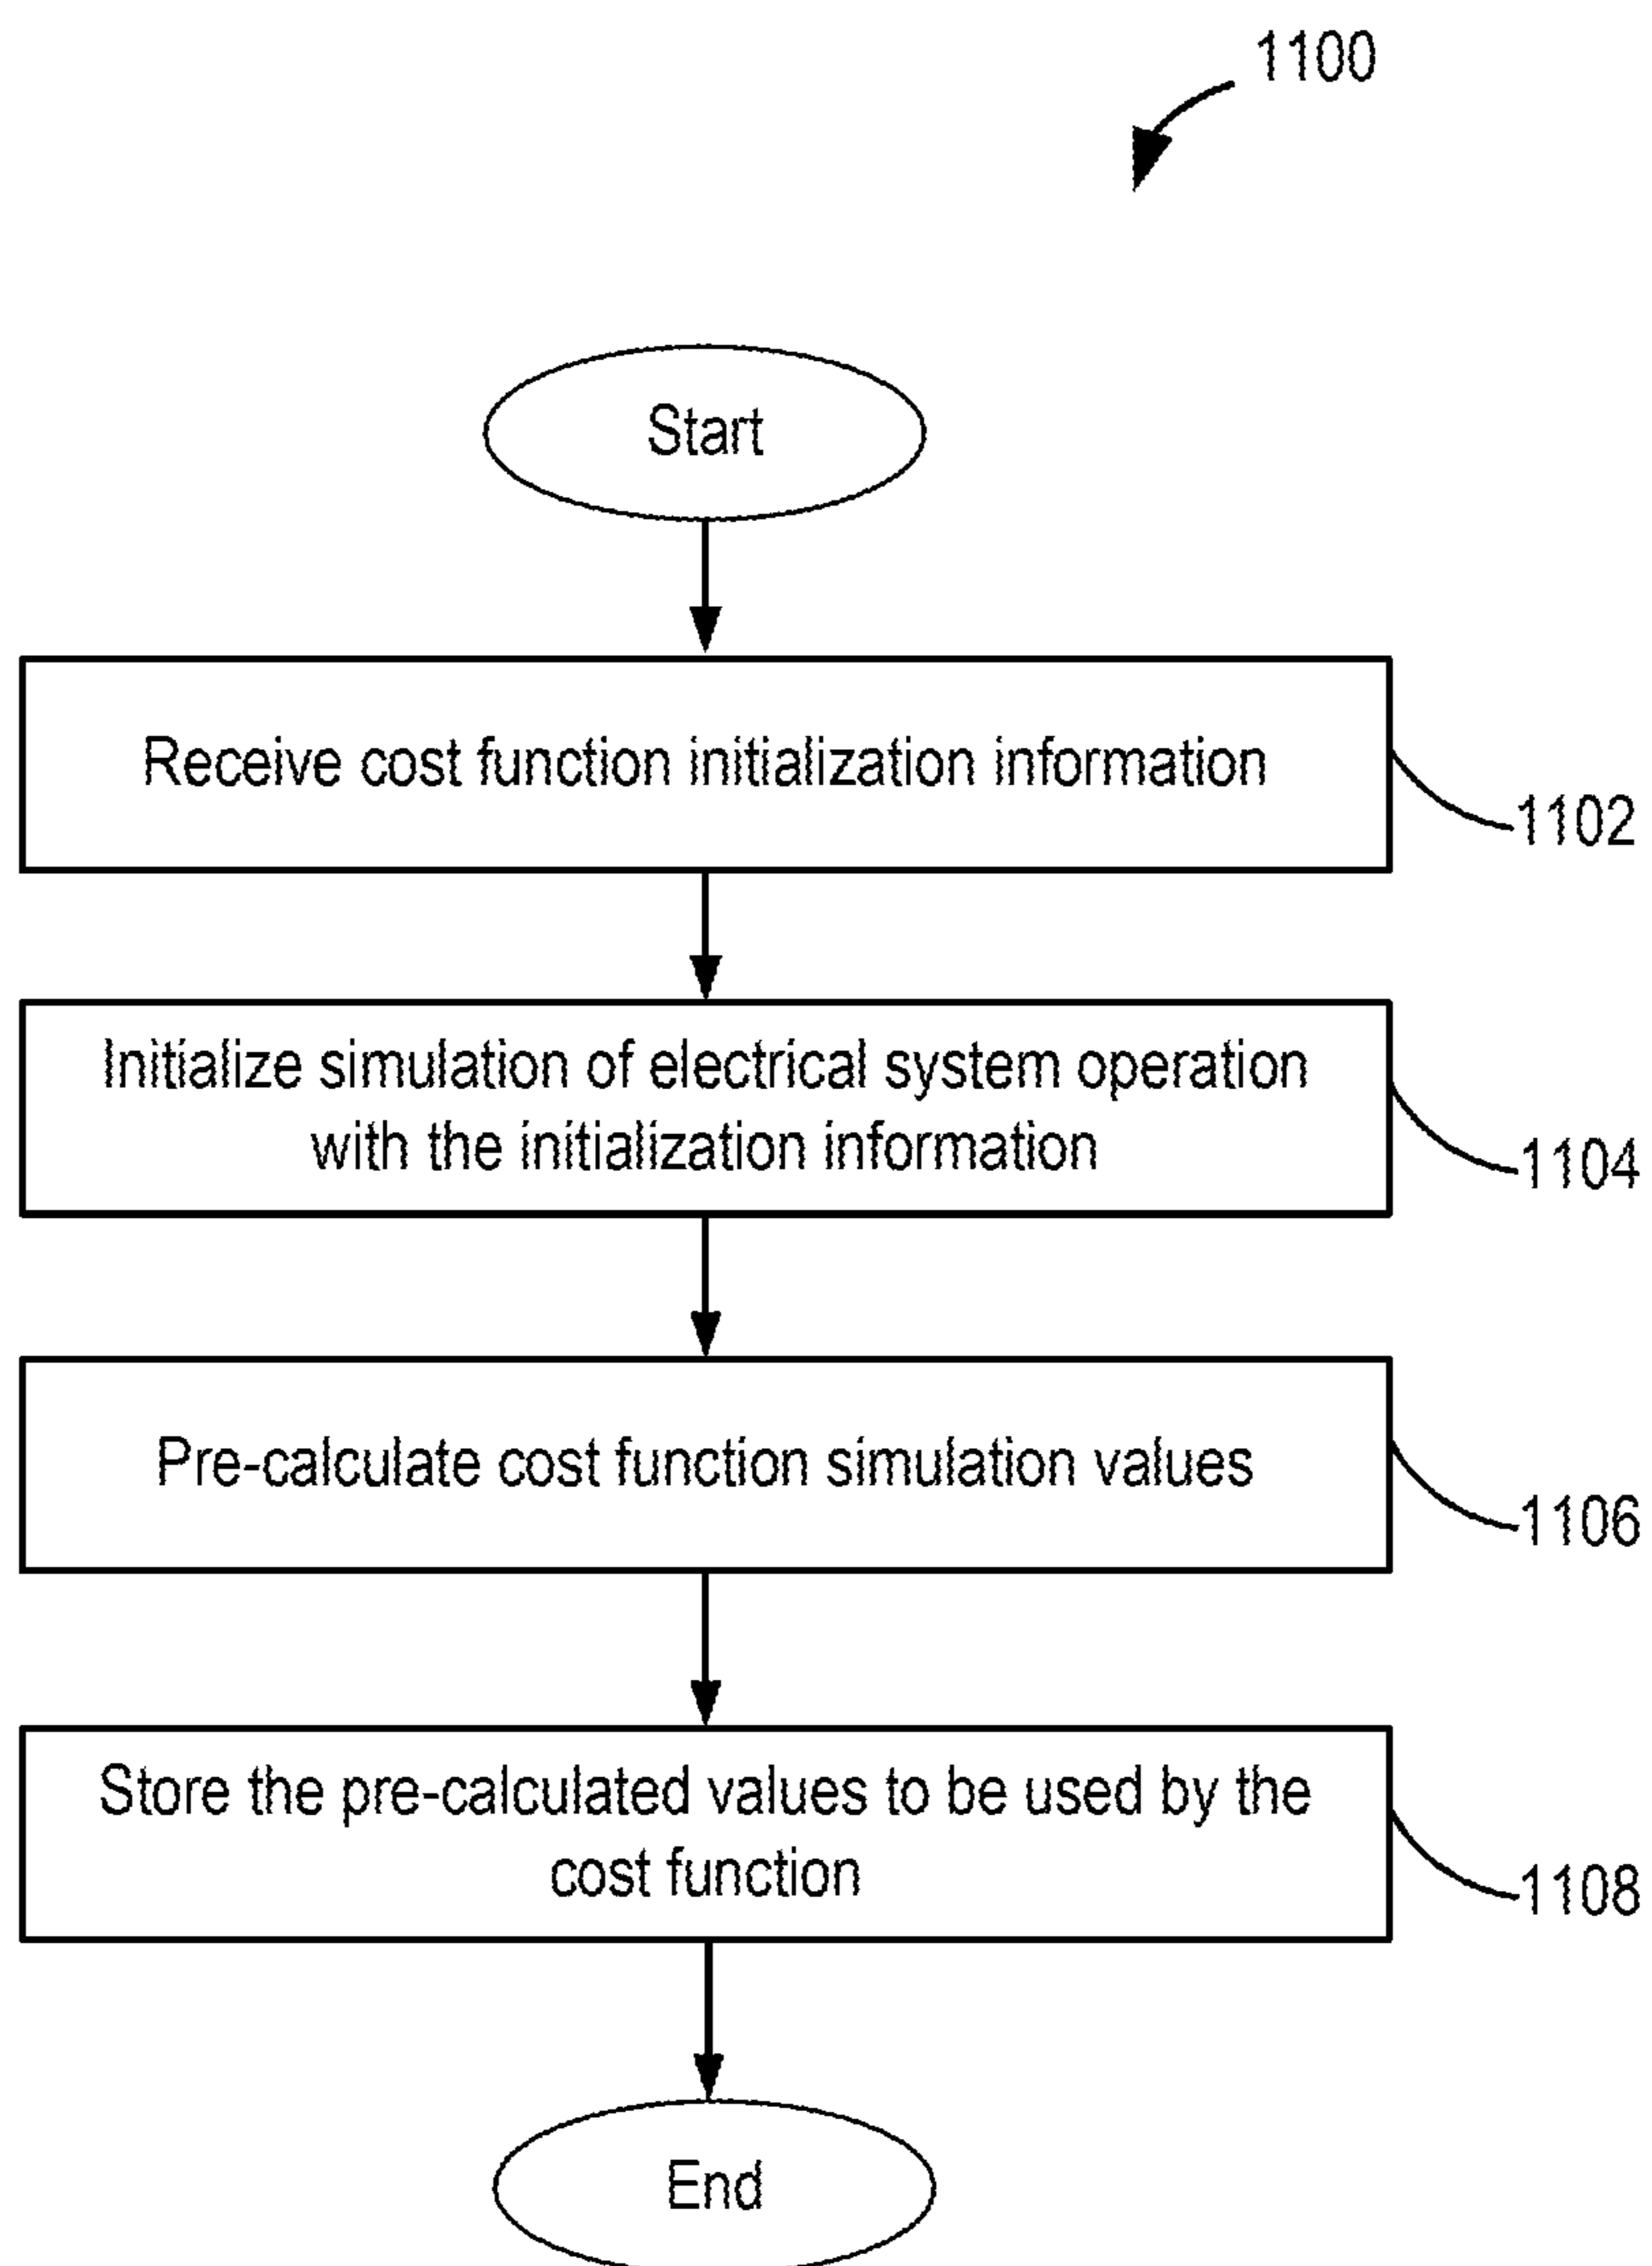 1100
Start
Receive cost function initialization information
1102
Initialize simulation of electrical system operation
with the initialization information
1104
Pre-calculate cost function simulation values
1106
Store the pre-calculated values to be used by the
cost function
1108
End